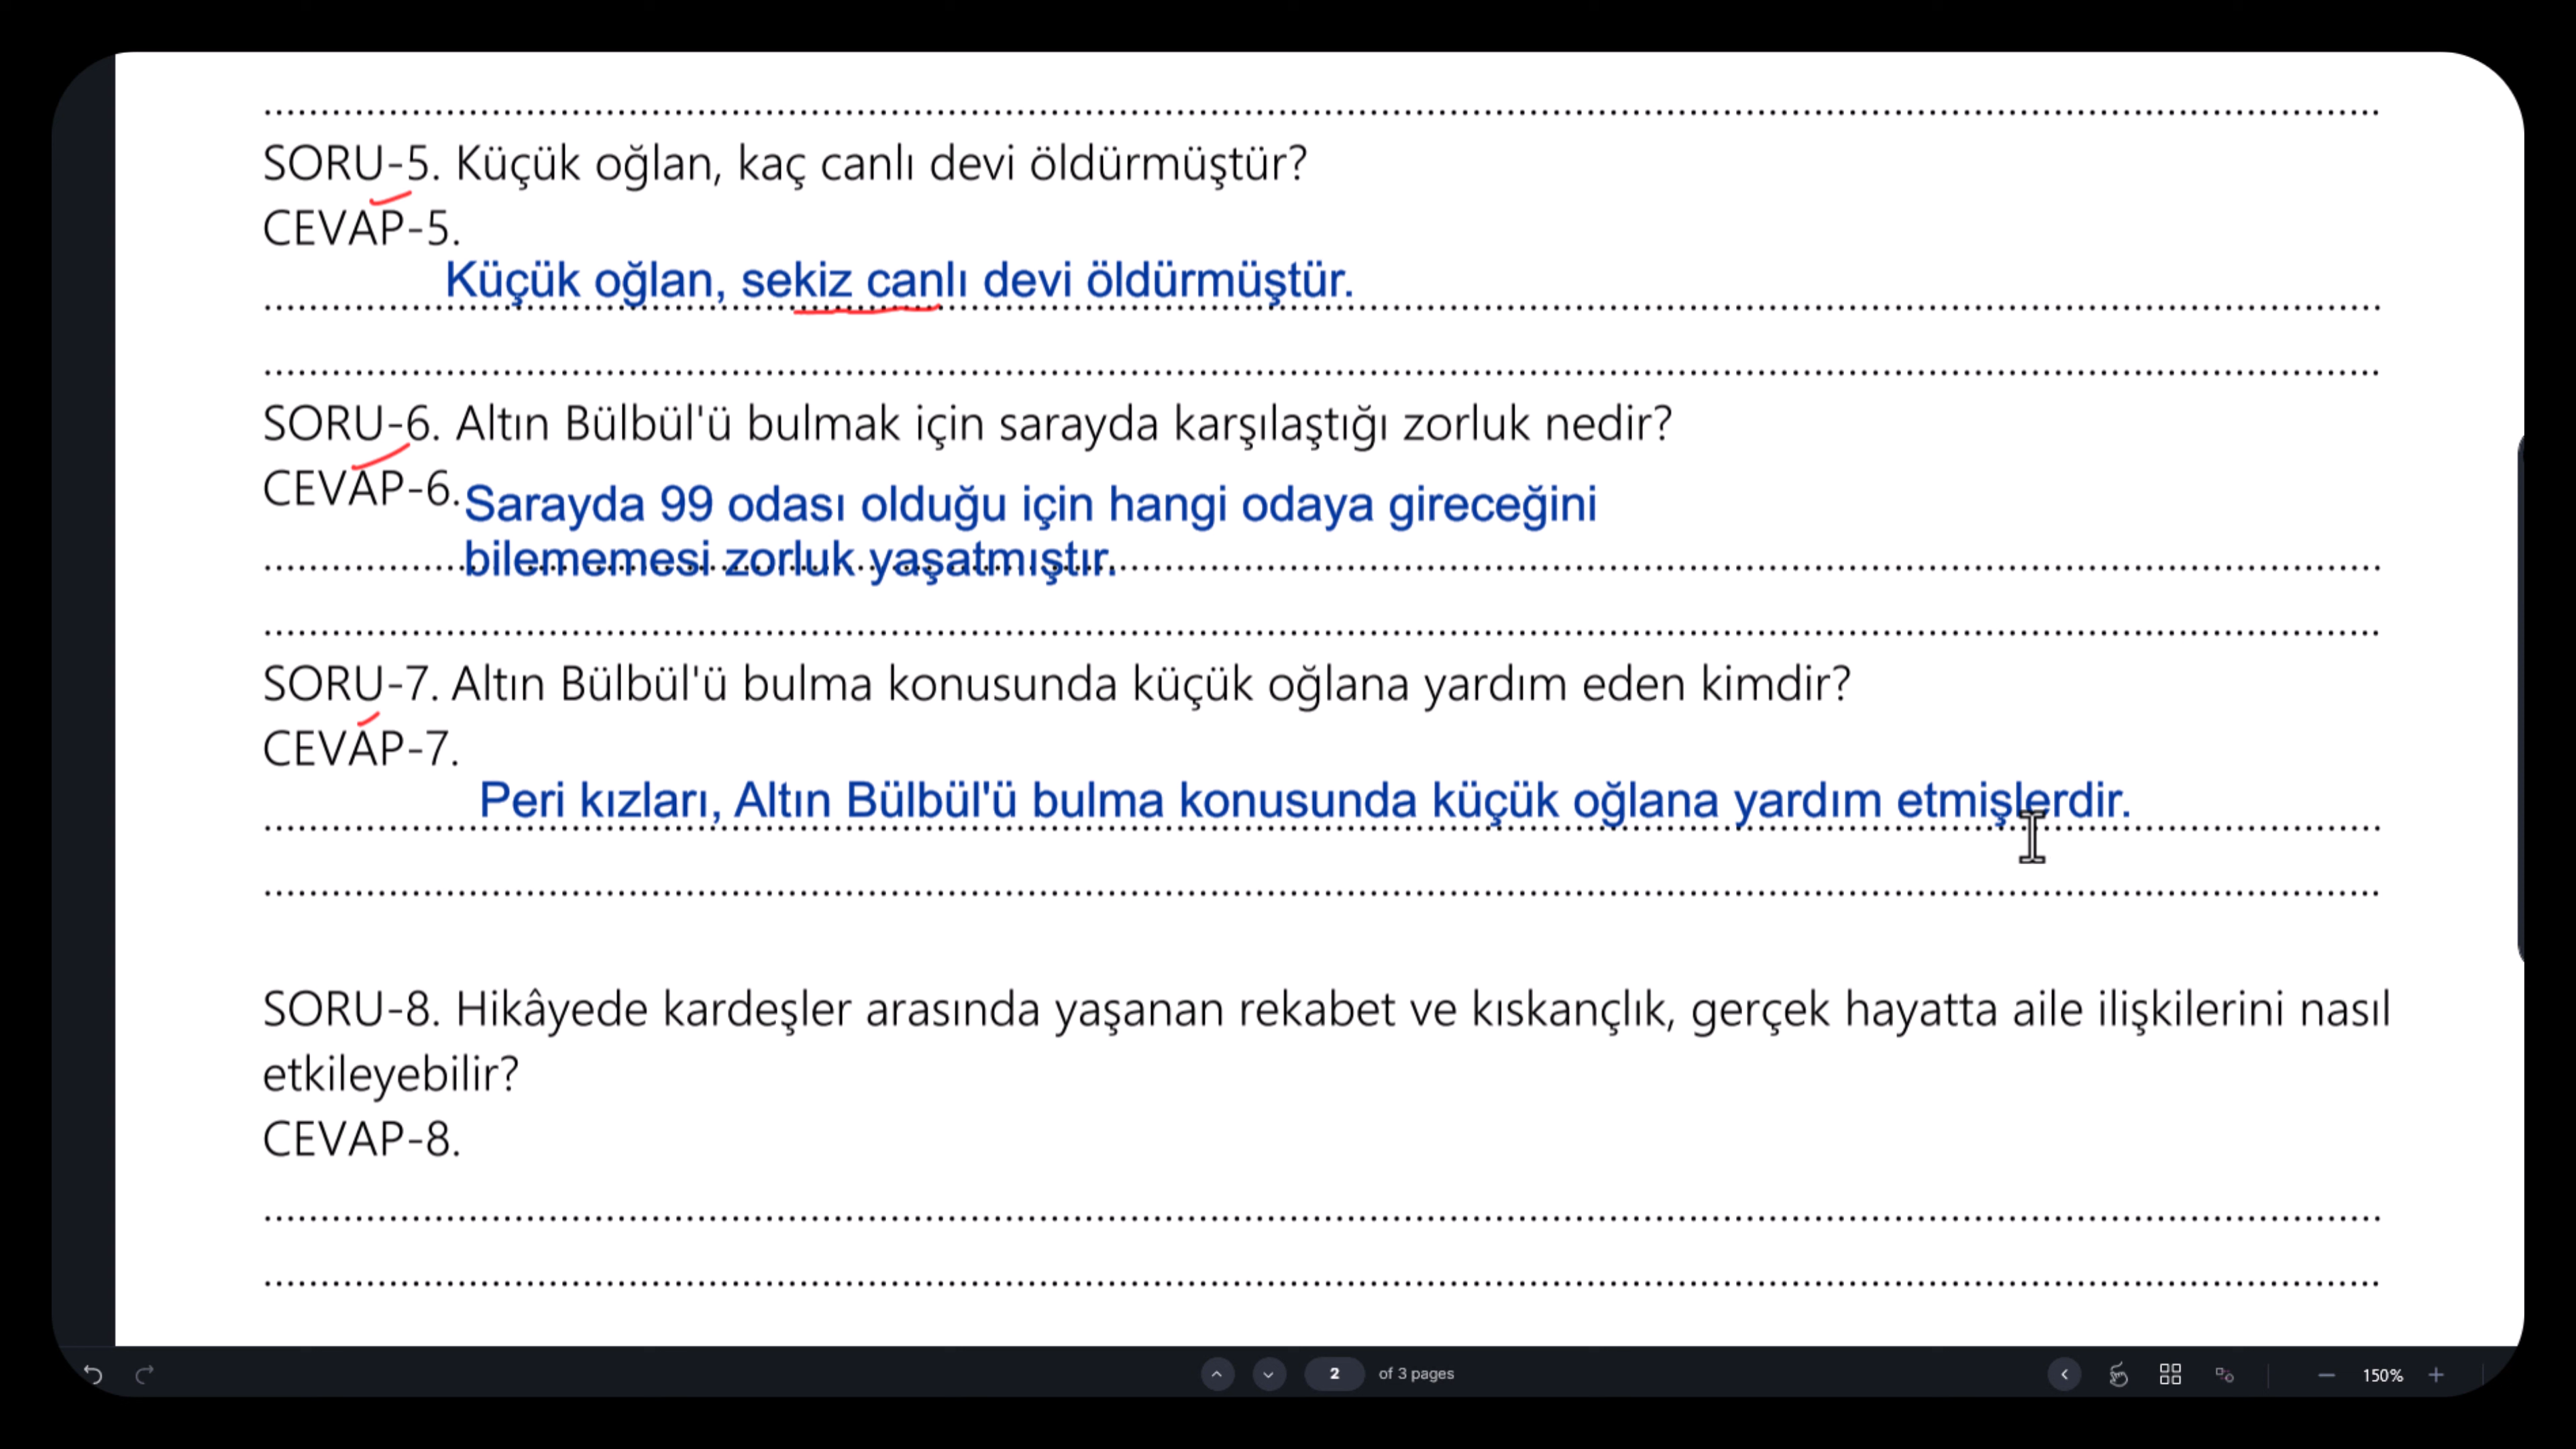 SORU-5. Küçük oğlan, kaç canlı devi öldürmüştür?
CEVAP-5.
Küçük oğlan, sekiz canlı devi öldürmüştür.
SORU-6. Altın Bülbül'ü bulmak için sarayda karşılaştığı zorluk nedir?
CEVAP-6. Sarayda 99 odası olduğu için hangi odaya gireceğini
bilememesi zorluk yaşatmıştır.
SORU-7. Altın Bülbül'ü bulma konusunda küçük oğlana yardım eden kimdir?
CEVAP-7.
Peri kızları, Altın Bülbül'ü bulma konusunda küçük oğlana yardım etmişlerdir.
SORU-8. Hikâyede kardeşler arasında yaşanan rekabet ve kıskançlık, gerçek hayatta aile ilişkilerini nasıl
etkileyebilir?
CEVAP-8.
2 of 3 pages
150%